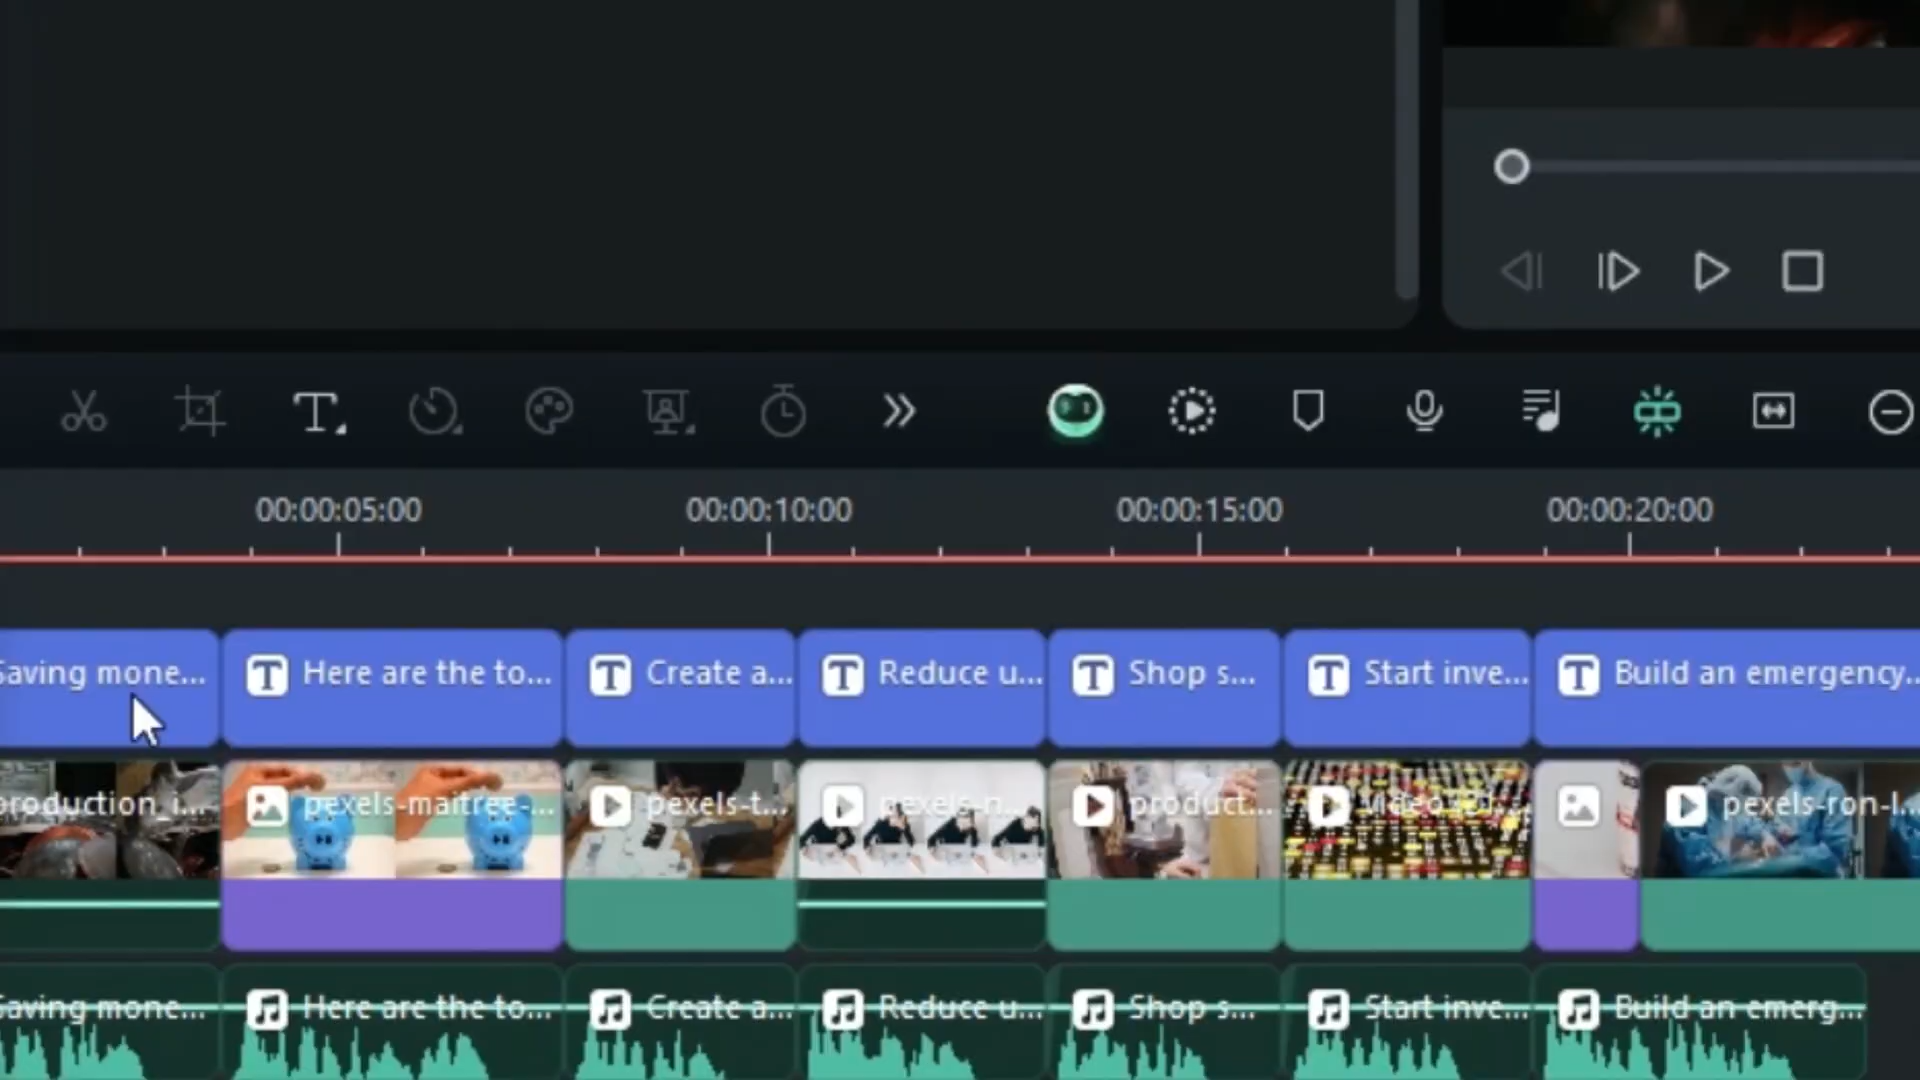 00:00:05:00 00:00:10:00 00:00:15:00 00:00:20:00
Saving mone... T Here are the to... T Create a... T Reduce u... T Shop s... T Start inve... T Build an emergency...
production_i... pexels-maitree-... pexels-t... pexels-n... product... pexels-ron-l...
Saving mone... Here are the to... Create a... Reduce u... Shop s... Start inve... Build an emerg...